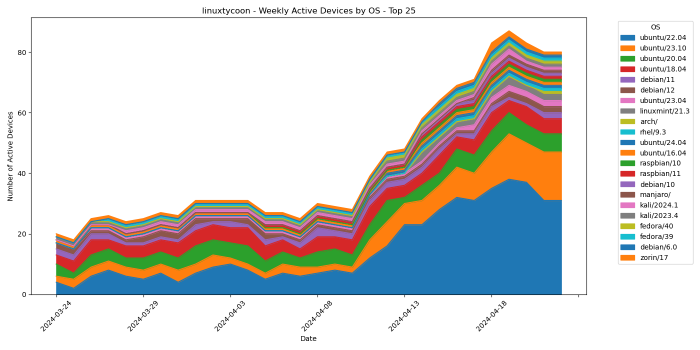 linuxtycoon - Weekly Active Devices by OS - Top 25
Number of Active Devices
80
60
40
20
0
2024-03-24
2024-03-29
2024-04-03
2024-04-08
2024-04-13
2024-04-18
Date
OS
ubuntu/22.04
ubuntu/23.10
ubuntu/20.04
ubuntu/18.04
debian/11
debian/12
ubuntu/23.04
linuxmint/21.3
arch/
rhel/9.3
ubuntu/24.04
ubuntu/16.04
raspbian/10
raspbian/11
debian/10
manjaro/
kali/2024.1
kali/2023.4
fedora/40
fedora/39
debian/6.0
zorin/17